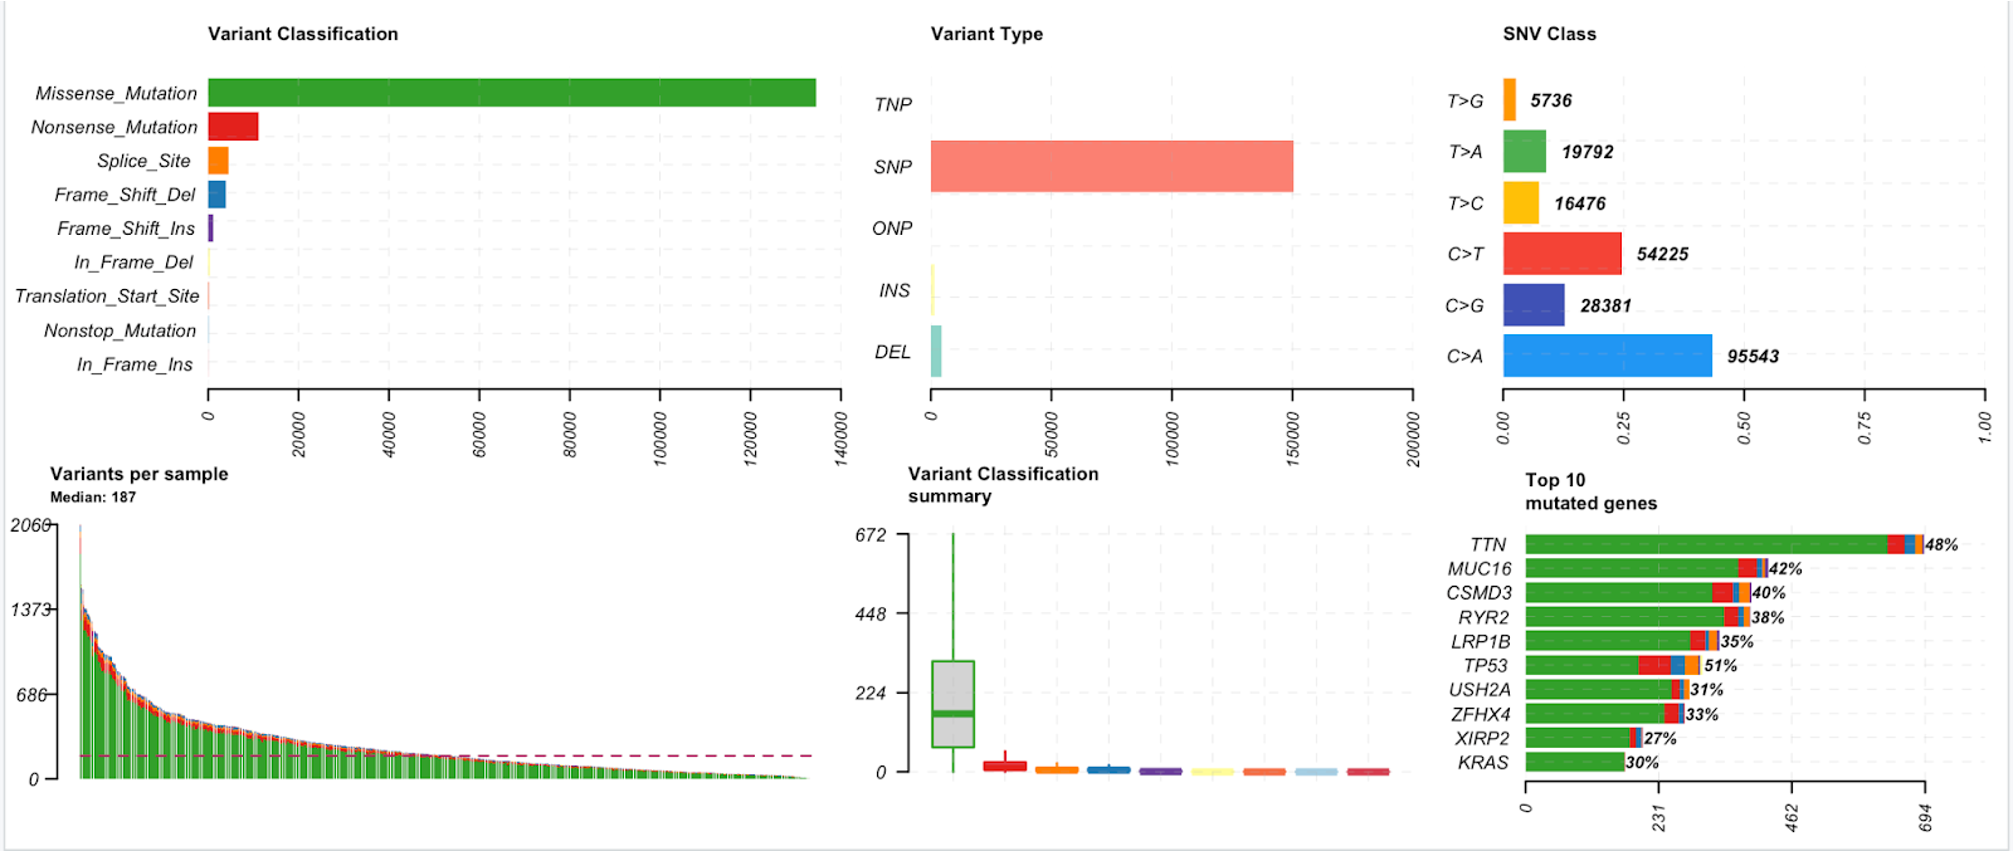 Variant Classification
Missense_Mutation
Nonsense_Mutation
Splice_Site
Frame_Shift_Del
Frame_Shift_Ins
In_Frame_Del
Translation_Start_Site
Nonstop_Mutation
In_Frame_Ins
0
20000
40000
60000
80000
100000
120000
140000
Variant Type
TNP
SNP
ONP
INS
DEL
0
50000
100000
150000
200000
SNV Class
T>G 5736
T>A 19792
T>C 16476
C>T 54225
C>G 28381
C>A 95543
0.00
0.25
0.50
0.75
1.00
Variants per sample
Median: 187
2060
1373
686
0
Variant Classification
summary
672
448
224
0
Top 10
mutated genes
TTN 48%
MUC16 42%
CSMD3 40%
RYR2 38%
LRP1B 35%
TP53 51%
USH2A 31%
ZFHX4 33%
XIRP2 27%
KRAS 30%
0
231
462
694